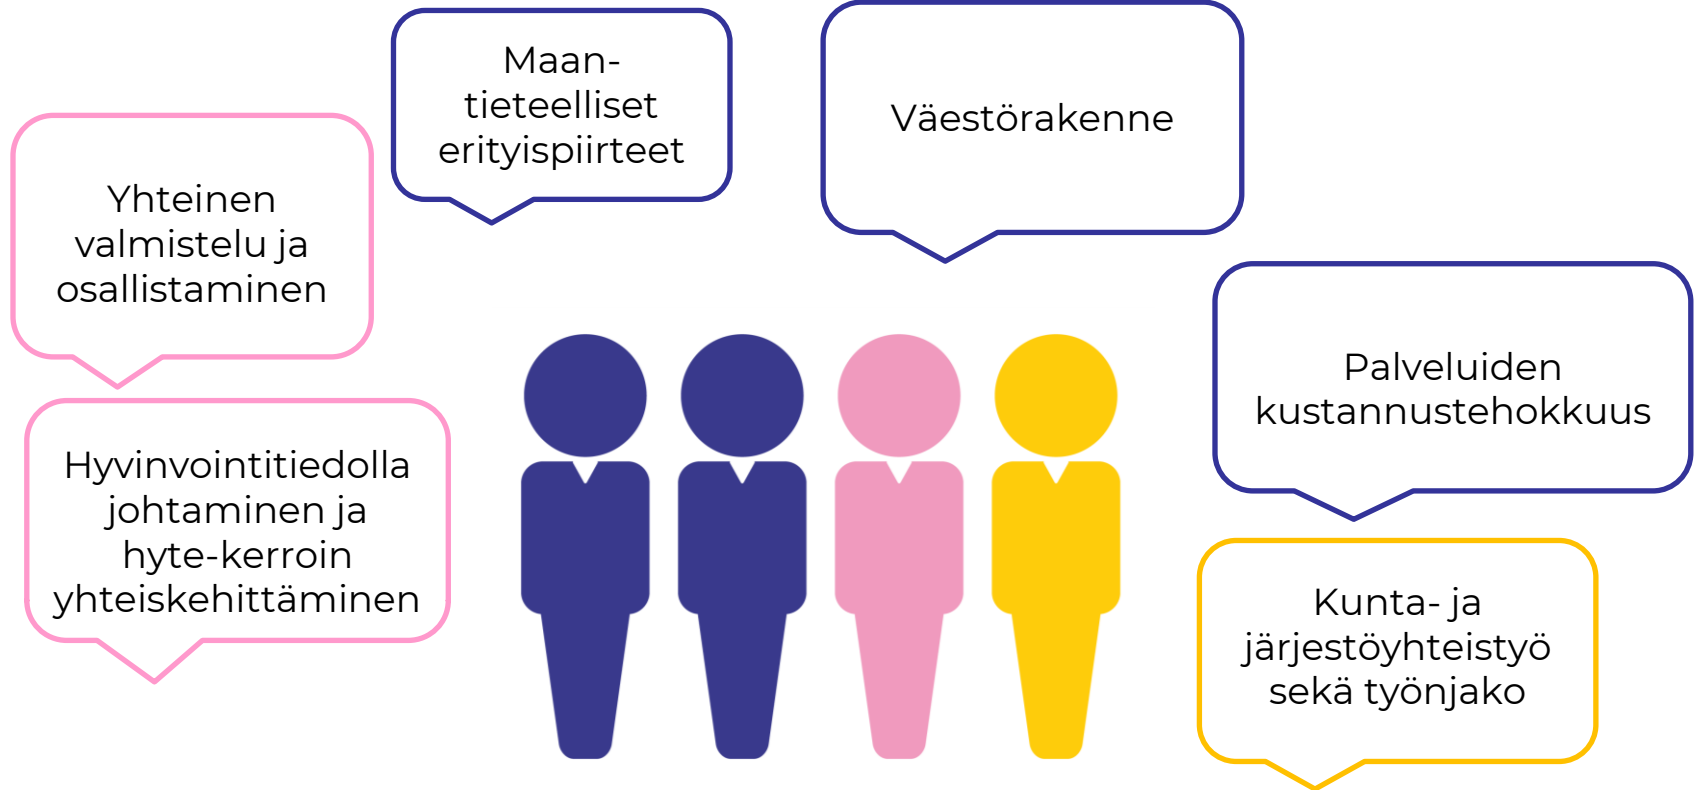 Maan-
tieteelliset
erityispiirteet
Väestörakenne
Yhteinen
valmistelu ja
osallistaminen
Palveluiden
kustannustehokkuus
Hyvinvointitiedolla
johtaminen ja
hyte-kerroin
yhteiskehittäminen
Kunta- ja
järjestöyhteistyö
sekä työnjako